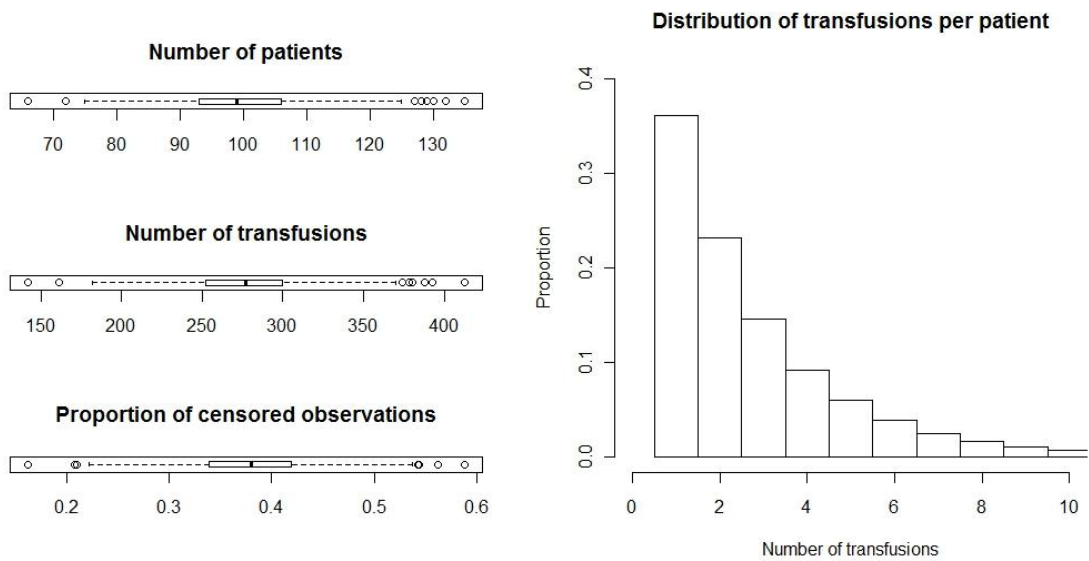 Number of patients
70 80 90 100 110 120 130
Number of transfusions
150 200 250 300 350 400
Proportion of censored observations
0.2 0.3 0.4 0.5 0.6
Distribution of transfusions per patient
Proportion
0.4
0.3
0.2
0.1
0.0
0 2 4 6 8 10
Number of transfusions